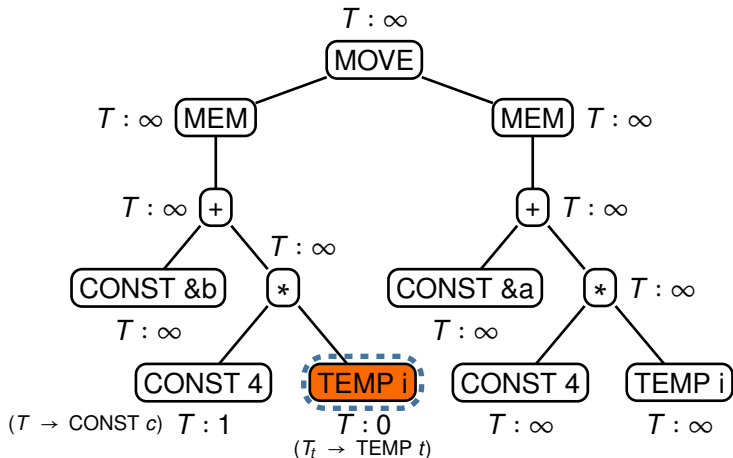 T : ∞
MOVE
T : ∞ MEM MEM T : ∞
T : ∞ + + T : ∞
T : ∞
CONST &b * CONST &a * T : ∞
T : ∞ T : ∞
CONST 4 TEMP i CONST 4 TEMP i
(T → CONST c) T : 1 T : 0 T : ∞ T : ∞
(Tₜ → TEMP t)